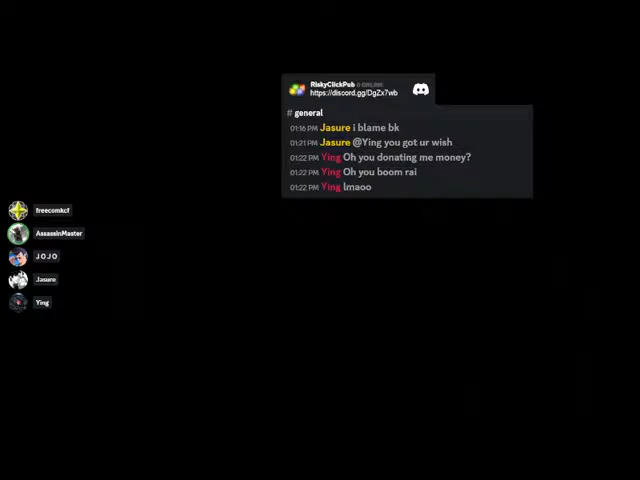 RiskyClickPub 0 ONLINE
https://discord.gg/DgZx7wb
# general
01:16 PM Jasure i blame bk
01:21 PM Jasure @Ying you got ur wish
01:22 PM Ying Oh you donating me money?
01:22 PM Ying Oh you boom rai
01:22 PM Ying lmaoo
freecomkcf
AssassinMaster
J O J O
Jasure
Ying